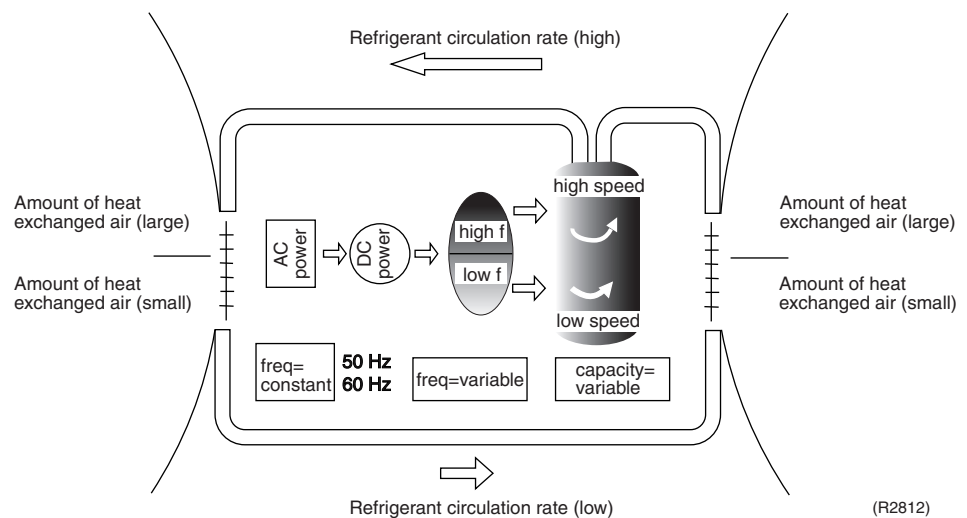 Refrigerant circulation rate (high)
Amount of heat
exchanged air (large)
Amount of heat
exchanged air (small)
AC
power
DC
power
high f
low f
high speed
low speed
Amount of heat
exchanged air (large)
Amount of heat
exchanged air (small)
freq=
constant
50 Hz
60 Hz
freq=variable
capacity=
variable
Refrigerant circulation rate (low)
(R2812)